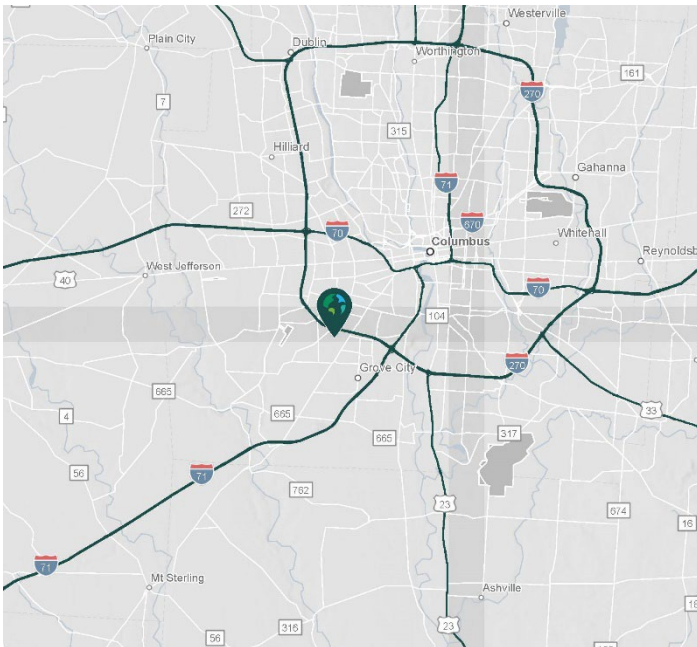 Westerville
Plain City
Dublin
Worthington
161
270
7
315
Hilliard
Gahanna
71
272
670
70
Columbus
Whitehall
West Jefferson
Reynoldsb
40
70
104
270
Grove City
665
4
665
33
665
317
56
71
762
23
674
16
71
Mt Sterling
Ashville
56
316
23